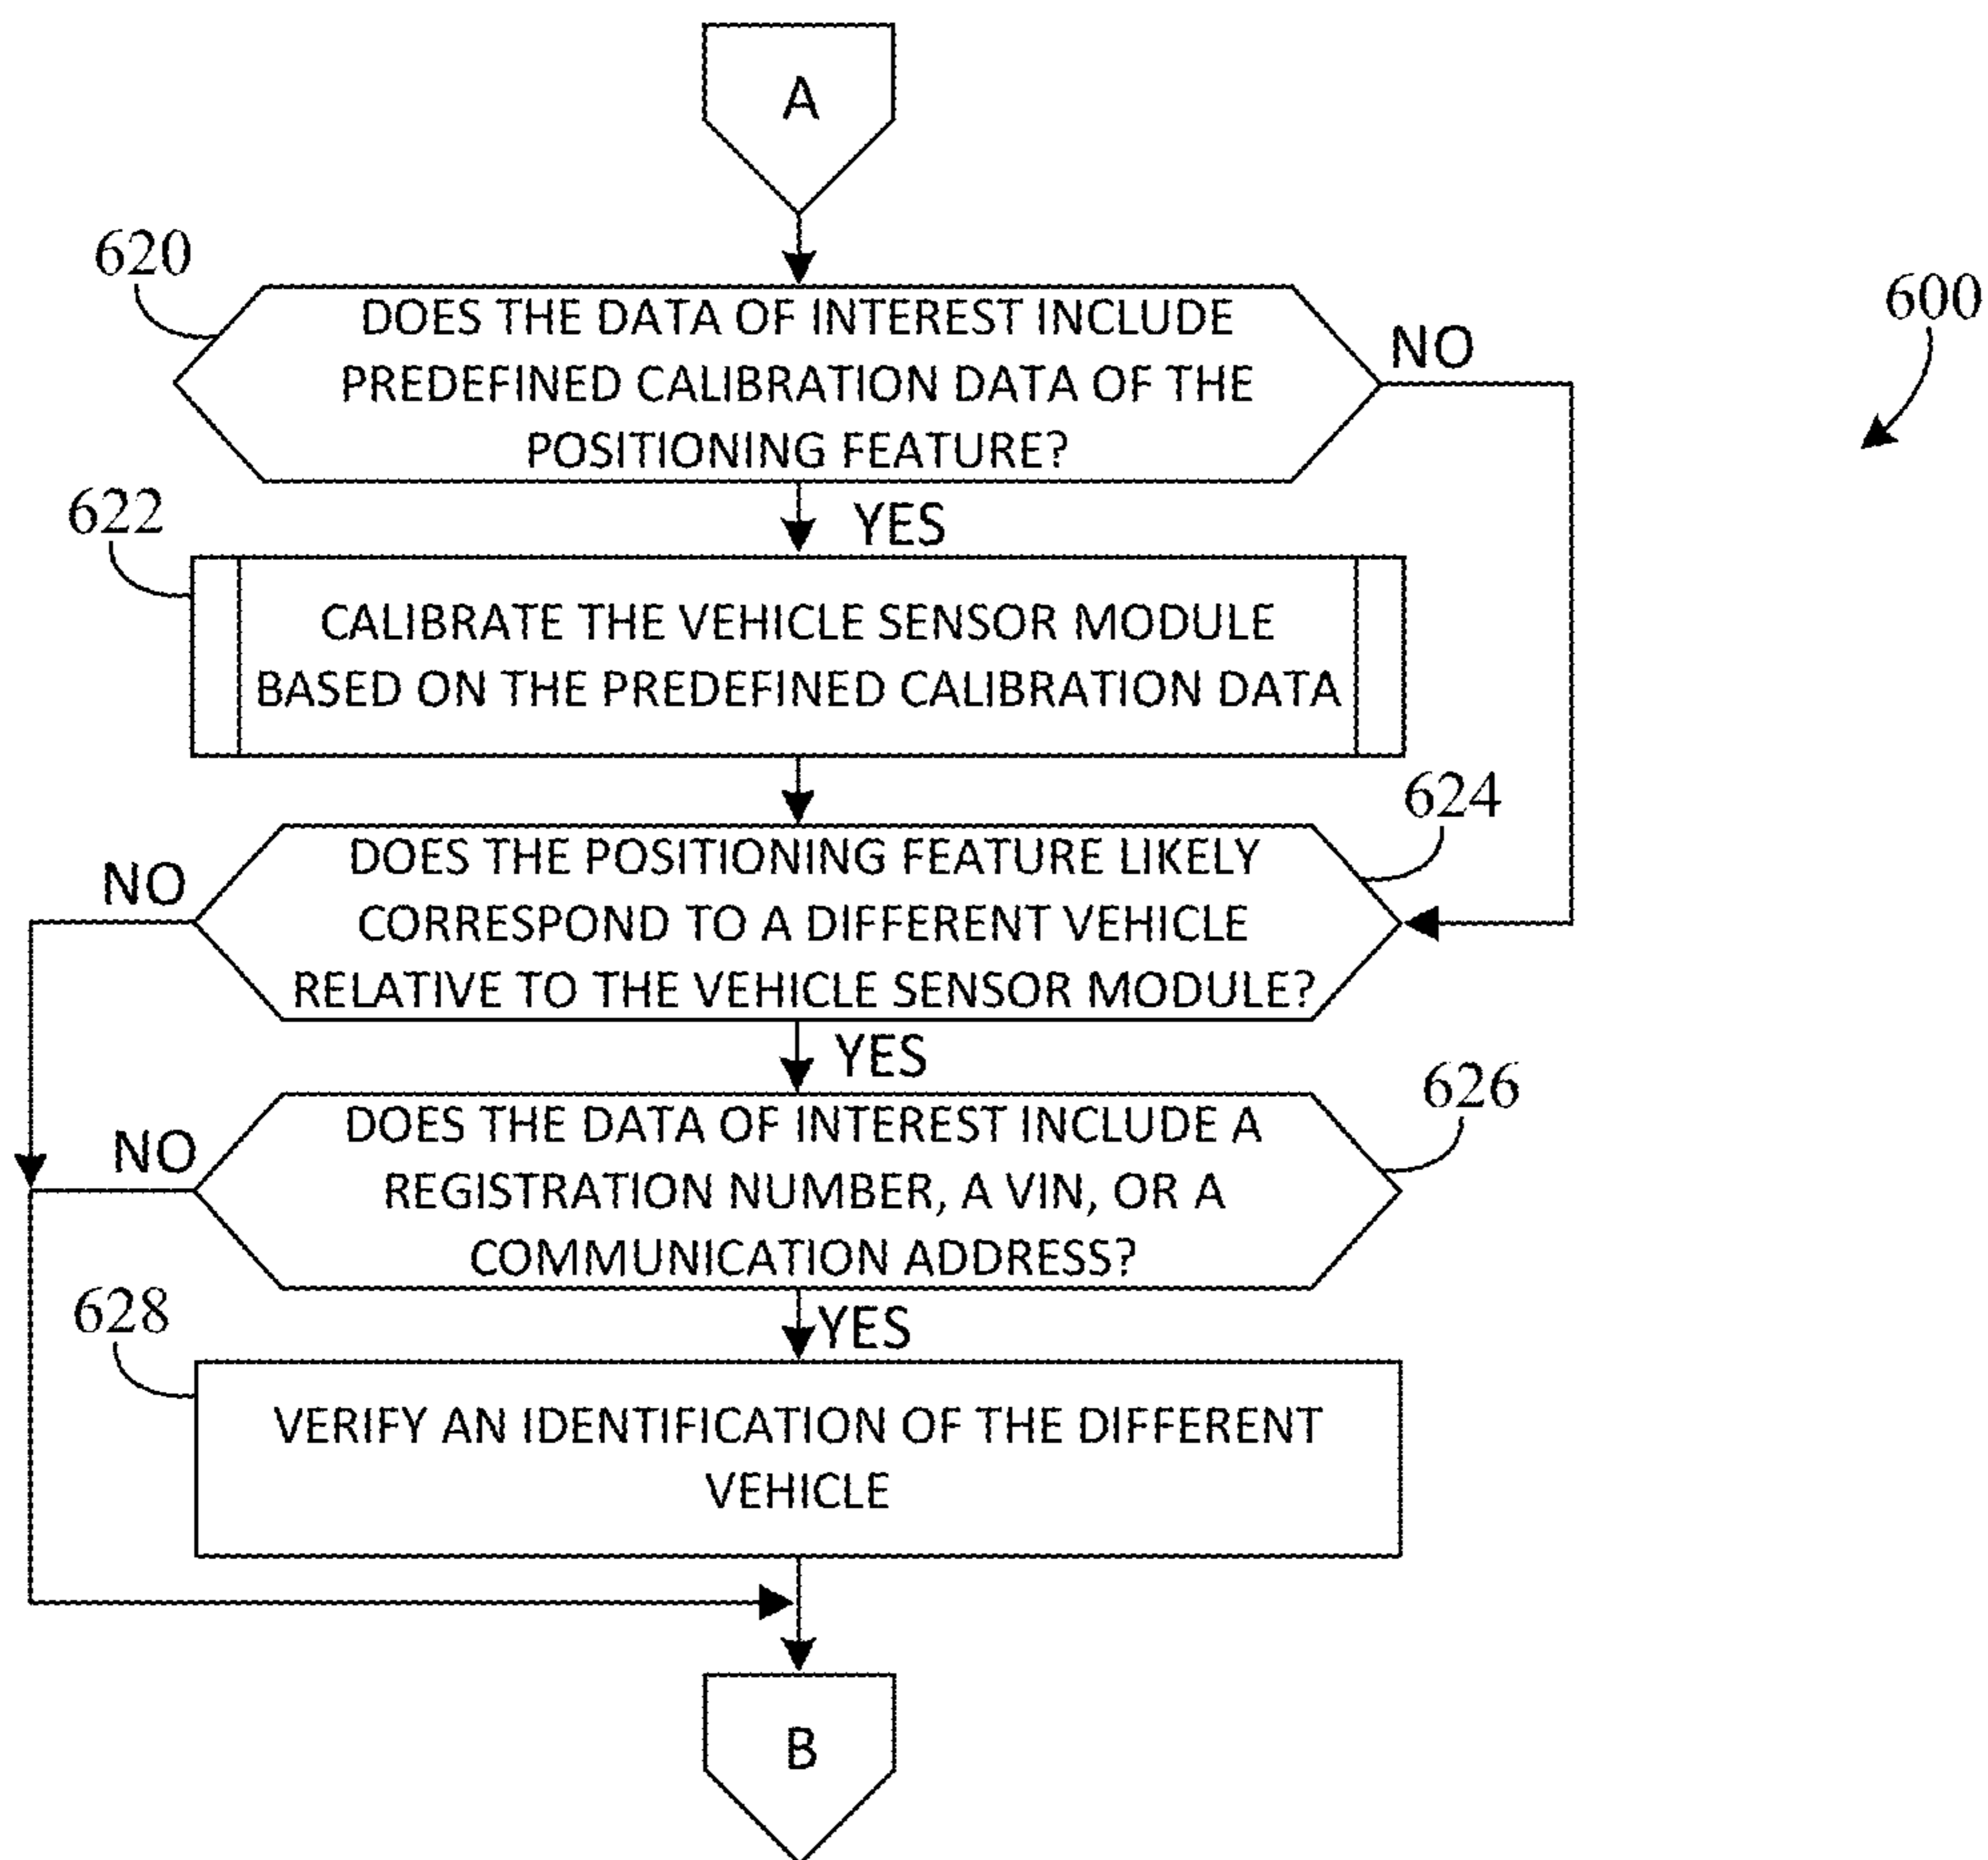 A
620
DOES THE DATA OF INTEREST INCLUDE
PREDEFINED CALIBRATION DATA OF THE
POSITIONING FEATURE?
NO
600
YES
622
CALIBRATE THE VEHICLE SENSOR MODULE
BASED ON THE PREDEFINED CALIBRATION DATA
624
DOES THE POSITIONING FEATURE LIKELY
CORRESPOND TO A DIFFERENT VEHICLE
RELATIVE TO THE VEHICLE SENSOR MODULE?
NO
YES
626
DOES THE DATA OF INTEREST INCLUDE A
REGISTRATION NUMBER, A VIN, OR A
COMMUNICATION ADDRESS?
NO
YES
628
VERIFY AN IDENTIFICATION OF THE DIFFERENT
VEHICLE
B